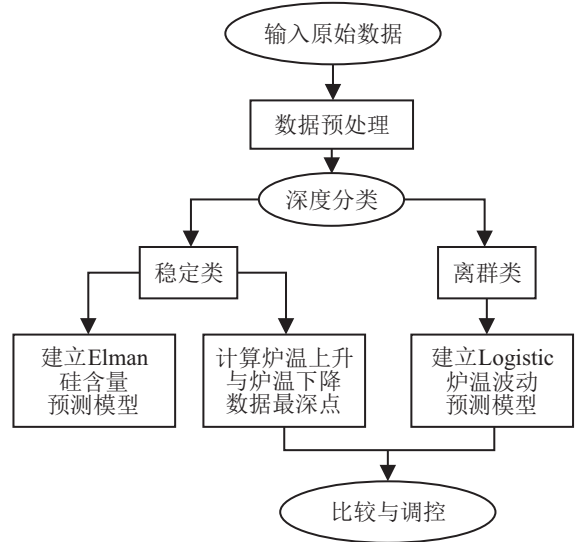 输入原始数据
数据预处理
深度分类
稳定类
离群类
建立Elman
硅含量
预测模型
计算炉温上升
与炉温下降
数据最深点
建立Logistic
炉温波动
预测模型
比较与调控